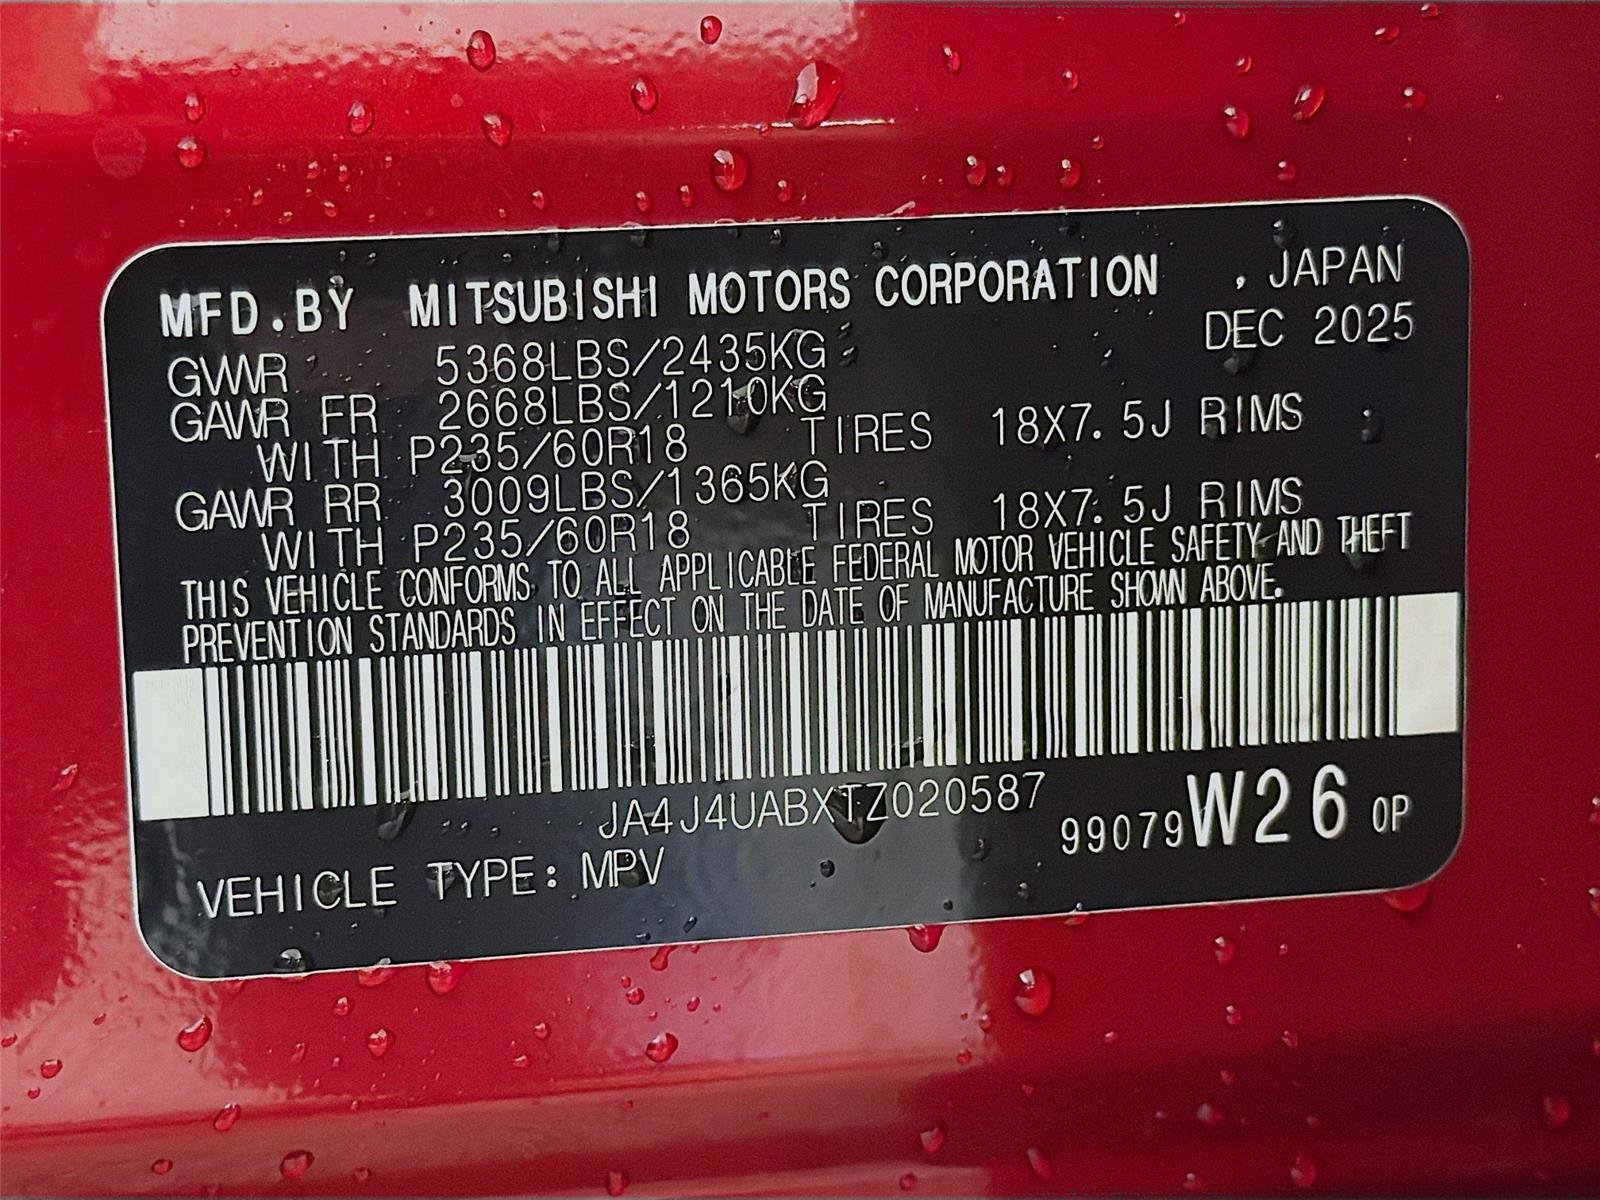 MFD.BY MITSUBISHI MOTORS CORPORATION , JAPAN
DEC 2025
GVWR 5368LBS/2435KG
GAWR FR 2668LBS/1210KG
WITH P235/60R18 TIRES 18X7.5J RIMS
GAWR RR 3009LBS/1365KG
WITH P235/60R18 TIRES 18X7.5J RIMS
THIS VEHICLE CONFORMS TO ALL APPLICABLE FEDERAL MOTOR VEHICLE SAFETY AND THEFT
PREVENTION STANDARDS IN EFFECT ON THE DATE OF MANUFACTURE SHOWN ABOVE.
JA4J4UABXTZ020587
99079W26 0P
VEHICLE TYPE: MPV